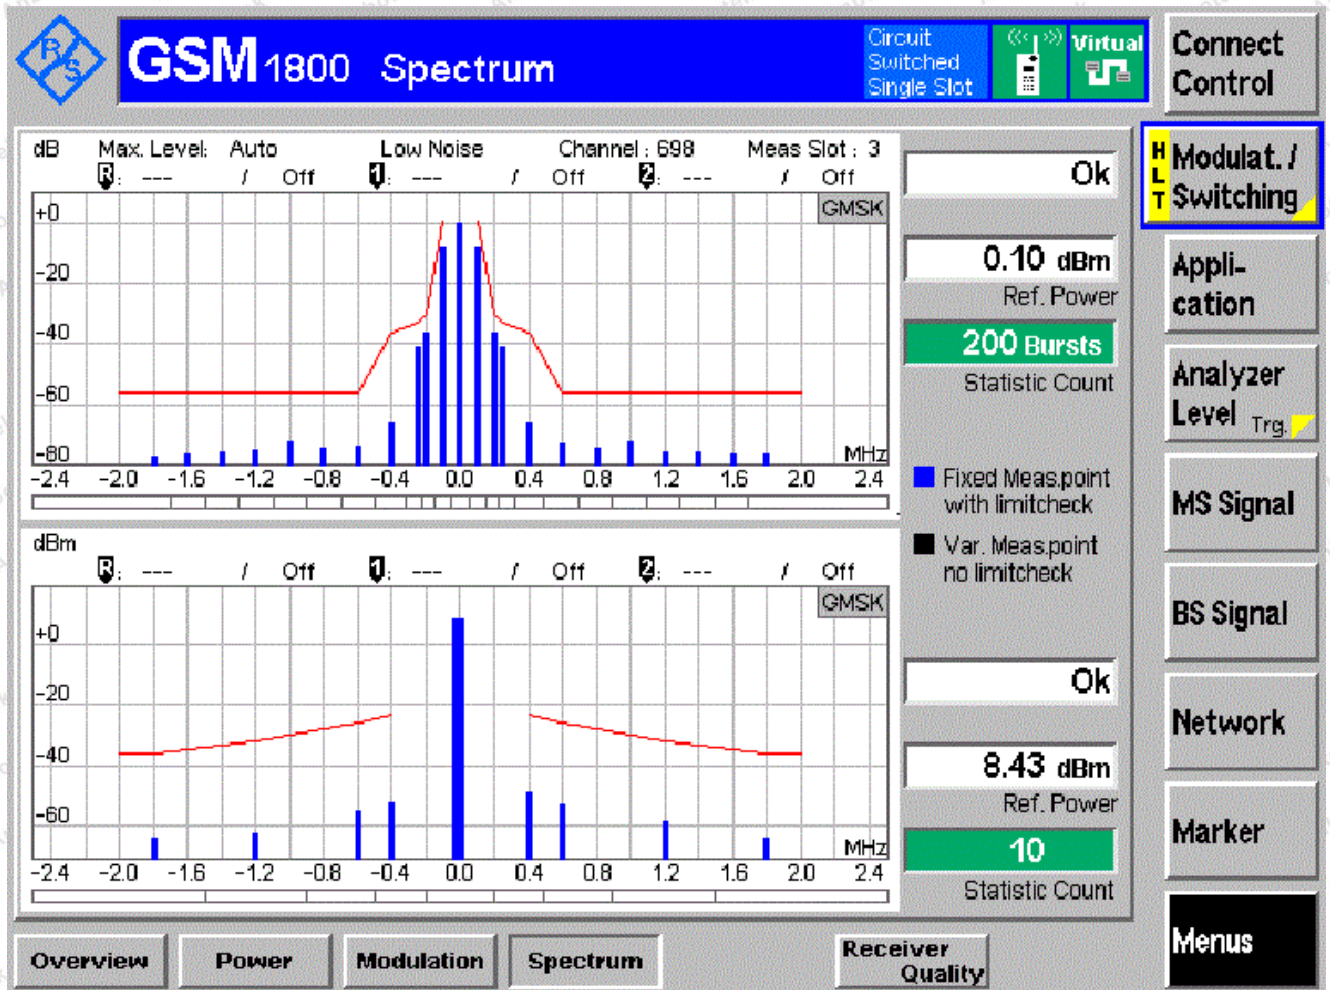 R S
GSM 1800 Spectrum
Circuit
Switched
Single Slot
Virtual
Connect
Control
dB Max. Level: Auto Low Noise Channel : 698 Meas Slot : 3
R : --- / Off 1 : --- / Off 2 : --- / Off
GMSK
+0
-20
-40
-60
-80
MHz
-2.4 -2.0 -1.6 -1.2 -0.8 -0.4 0.0 0.4 0.8 1.2 1.6 2.0 2.4
Ok
0.10 dBm
Ref. Power
200 Bursts
Statistic Count
Fixed Meas.point
with limitcheck
Var. Meas.point
no limitcheck
dBm
R : --- / Off 1 : --- / Off 2 : --- / Off
GMSK
+0
-20
-40
-60
MHz
-2.4 -2.0 -1.6 -1.2 -0.8 -0.4 0.0 0.4 0.8 1.2 1.6 2.0 2.4
Ok
8.43 dBm
Ref. Power
10
Statistic Count
HLT
Modulat. /
Switching
Appli-
cation
Analyzer
Level Trg.
MS Signal
BS Signal
Network
Marker
Menus
Overview Power Modulation Spectrum Receiver
Quality